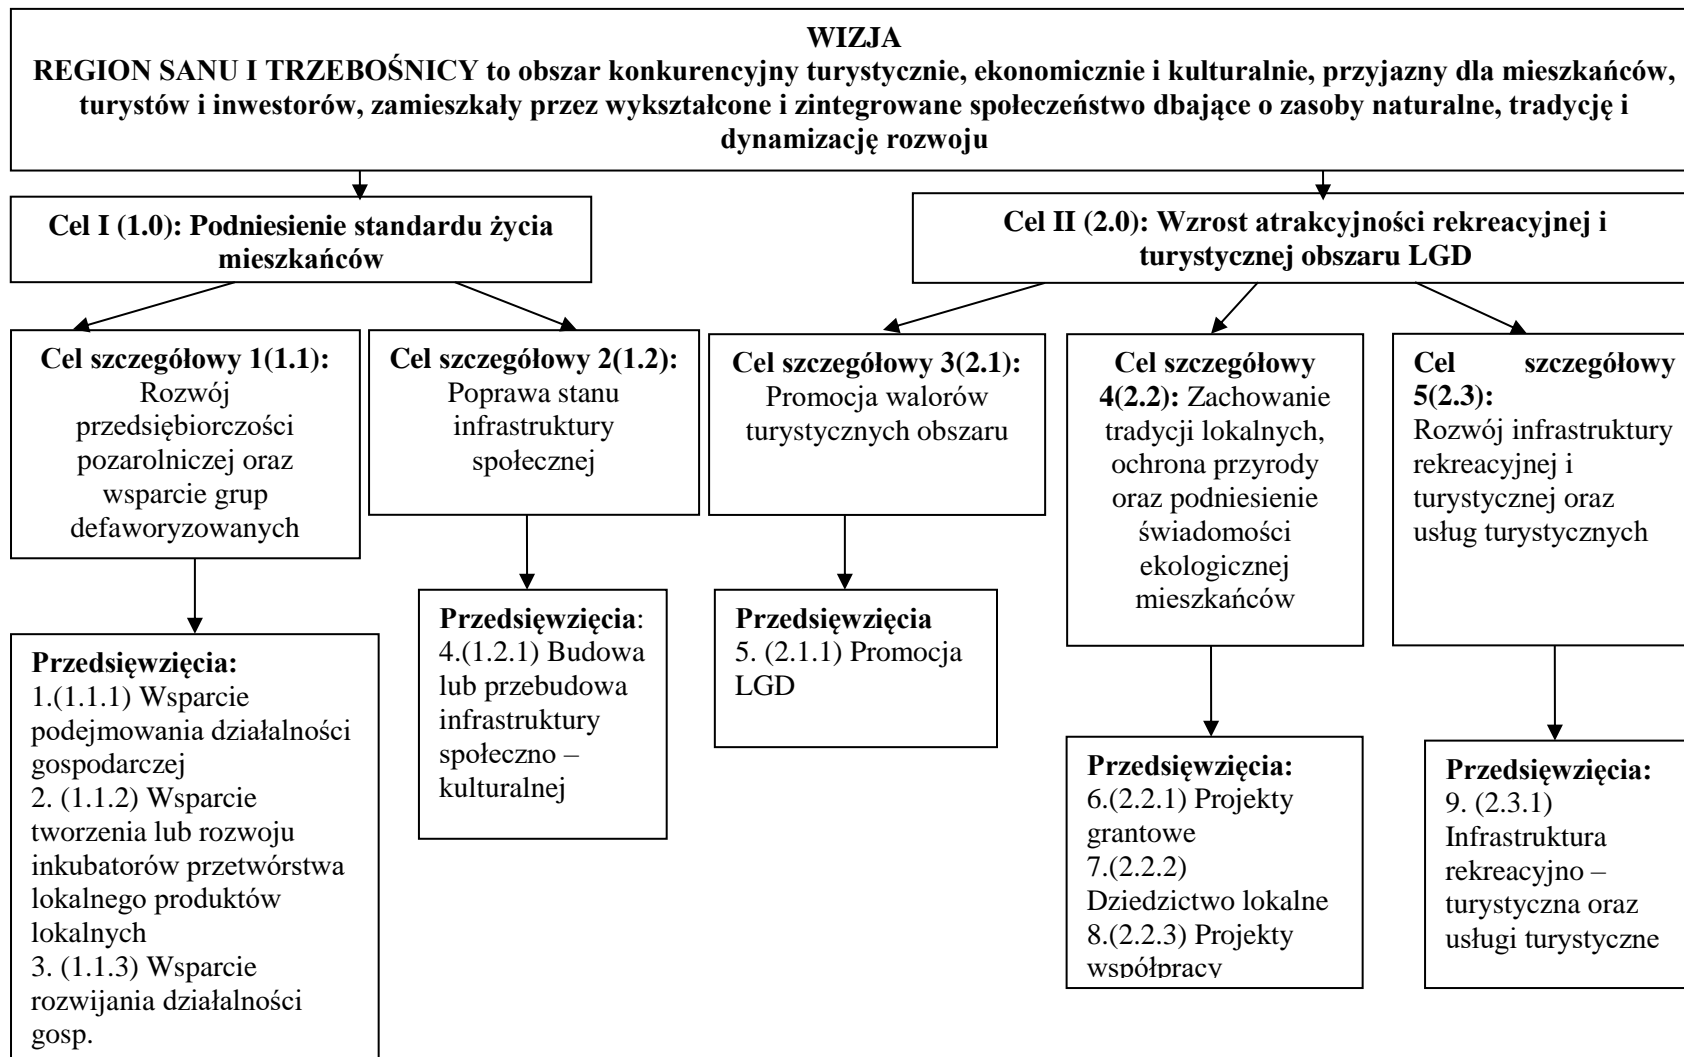 WIZJA
REGION SANU I TRZEBOŚNICY to obszar konkurencyjny turystycznie, ekonomicznie i kulturalnie, przyjazny dla mieszkańców,
turystów i inwestorów, zamieszkały przez wykształcone i zintegrowane społeczeństwo dbające o zasoby naturalne, tradycję i
dynamizację rozwoju
Cel I (1.0): Podniesienie standardu życia
mieszkańców
Cel II (2.0): Wzrost atrakcyjności rekreacyjnej i
turystycznej obszaru LGD
Cel szczegółowy 1(1.1):
Rozwój
przedsiębiorczości
pozarolniczej oraz
wsparcie grup
defaworyzowanych
Cel szczegółowy 2(1.2):
Poprawa stanu
infrastruktury
społecznej
Cel szczegółowy 3(2.1):
Promocja walorów
turystycznych obszaru
Cel szczegółowy
4(2.2): Zachowanie
tradycji lokalnych,
ochrona przyrody
oraz podniesienie
świadomości
ekologicznej
mieszkańców
Cel szczegółowy
5(2.3):
Rozwój infrastruktury
rekreacyjnej i
turystycznej oraz
usług turystycznych
Przedsięwzięcia:
1.(1.1.1) Wsparcie
podejmowania działalności
gospodarczej
2. (1.1.2) Wsparcie
tworzenia lub rozwoju
inkubatorów przetwórstwa
lokalnego produktów
lokalnych
3. (1.1.3) Wsparcie
rozwijania działalności
gosp.
Przedsięwzięcia:
4.(1.2.1) Budowa
lub przebudowa
infrastruktury
społeczno –
kulturalnej
Przedsięwzięcia
5. (2.1.1) Promocja
LGD
Przedsięwzięcia:
6.(2.2.1) Projekty
grantowe
7.(2.2.2)
Dziedzictwo lokalne
8.(2.2.3) Projekty
współpracy
Przedsięwzięcia:
9. (2.3.1)
Infrastruktura
rekreacyjno –
turystyczna oraz
usługi turystyczne